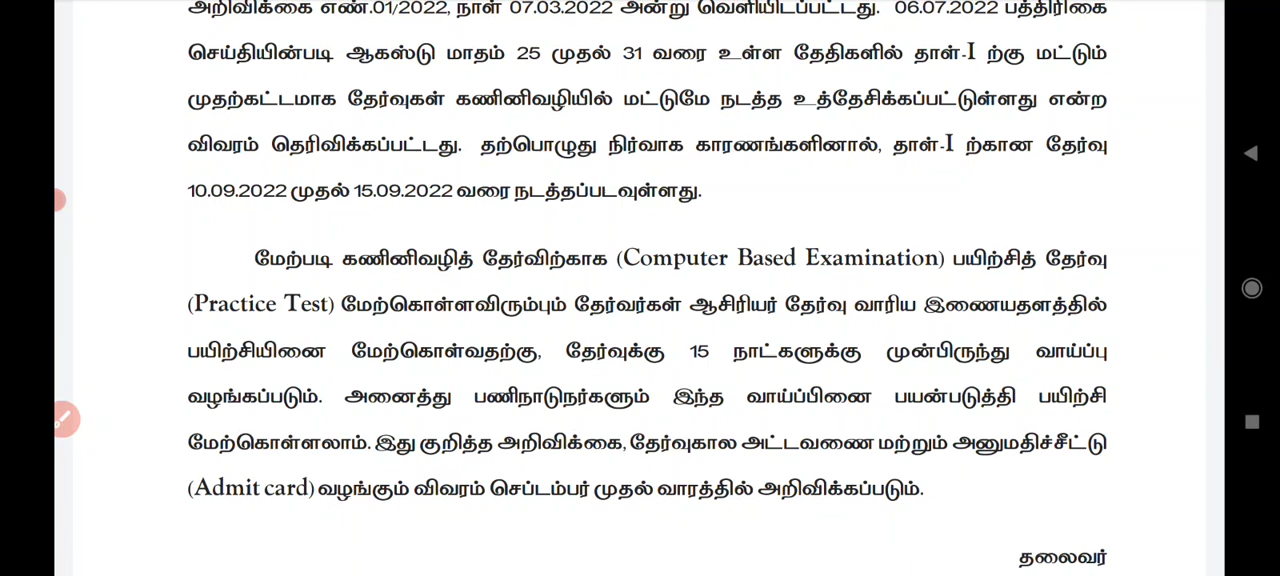 அறிவிக்கை எண்.01/2022, நாள் 07.03.2022 அன்று வெளியிடப்பட்டது. 06.07.2022 பத்திரிகை
செய்தியின்படி ஆகஸ்டு மாதம் 25 முதல் 31 வரை உள்ள தேதிகளில் தாள்-I ற்கு மட்டும்
முதற்கட்டமாக தேர்வுகள் கணினிவழியில் மட்டுமே நடத்த உத்தேசிக்கப்பட்டுள்ளது என்ற
விவரம் தெரிவிக்கப்பட்டது. தற்பொழுது நிர்வாக காரணங்களினால், தாள்-I ற்கான தேர்வு
10.09.2022 முதல் 15.09.2022 வரை நடத்தப்படவுள்ளது.
மேற்படி கணினிவழித் தேர்விற்காக (Computer Based Examination) பயிற்சித் தேர்வு
(Practice Test) மேற்கொள்ளவிரும்பும் தேர்வர்கள் ஆசிரியர் தேர்வு வாரிய இணையதளத்தில்
பயிற்சியினை மேற்கொள்வதற்கு, தேர்வுக்கு 15 நாட்களுக்கு முன்பிருந்து வாய்ப்பு
வழங்கப்படும். அனைத்து பணிநாடுநர்களும் இந்த வாய்ப்பினை பயன்படுத்தி பயிற்சி
மேற்கொள்ளலாம். இது குறித்த அறிவிக்கை, தேர்வுகால அட்டவணை மற்றும் அனுமதிச்சீட்டு
(Admit card) வழங்கும் விவரம் செப்டம்பர் முதல் வாரத்தில் அறிவிக்கப்படும்.
தலைவர்